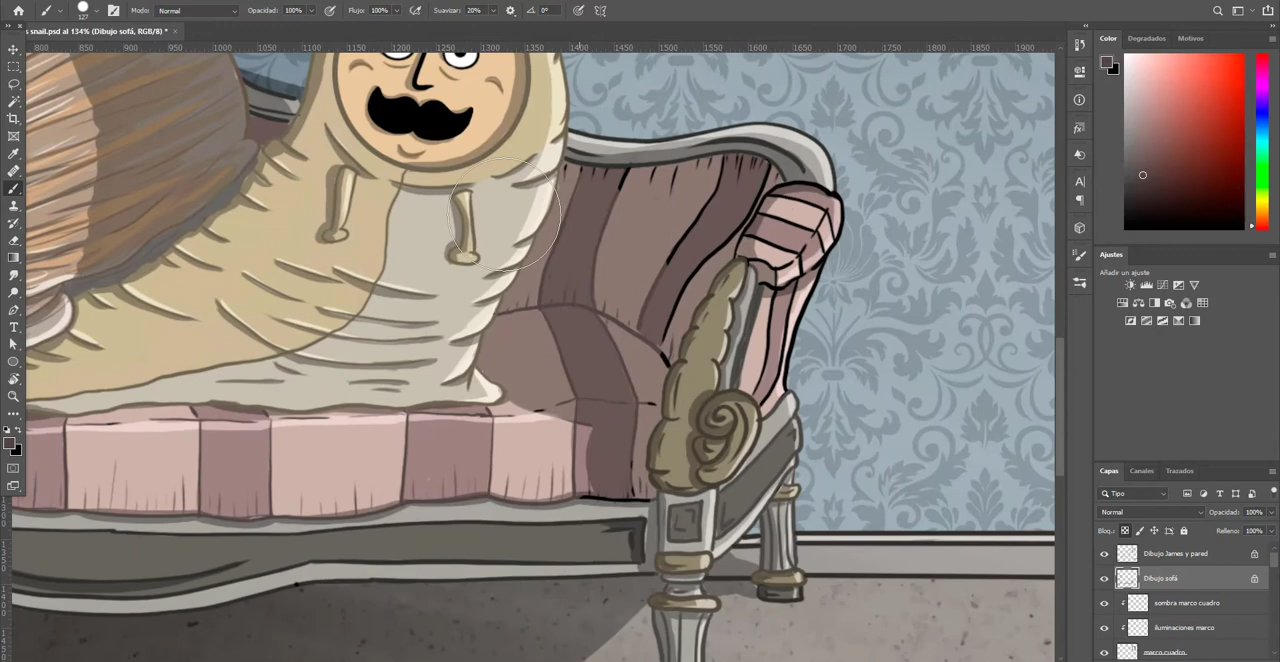 127
Modo: Normal Opacidad: 100% Flujo: 100% Suavizar: 20% 0°
s snail.psd al 134% (Dibujo sofá, RGB/8) * ×
800 850 900 950 1000 1050 1100 1150 1200 1250 1300 1350 1400 1450 1500 1550 1600 1650 1700 1750 1800 1850 1900
Color Degradados Motivos
Ajustes
Añadir un ajuste
Capas Canales Trazados
Tipo
Normal Opacidad: 100%
Bloq.: Relleno: 100%
Dibujo James y pared
Dibujo sofá
sombra marco cuadro
iluminaciones marco
marco cuadro.